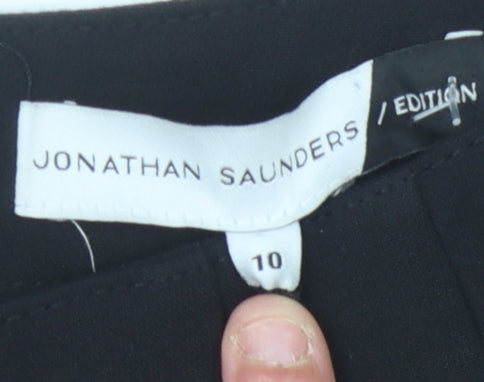 JONATHAN SAUNDERS / EDITION
10